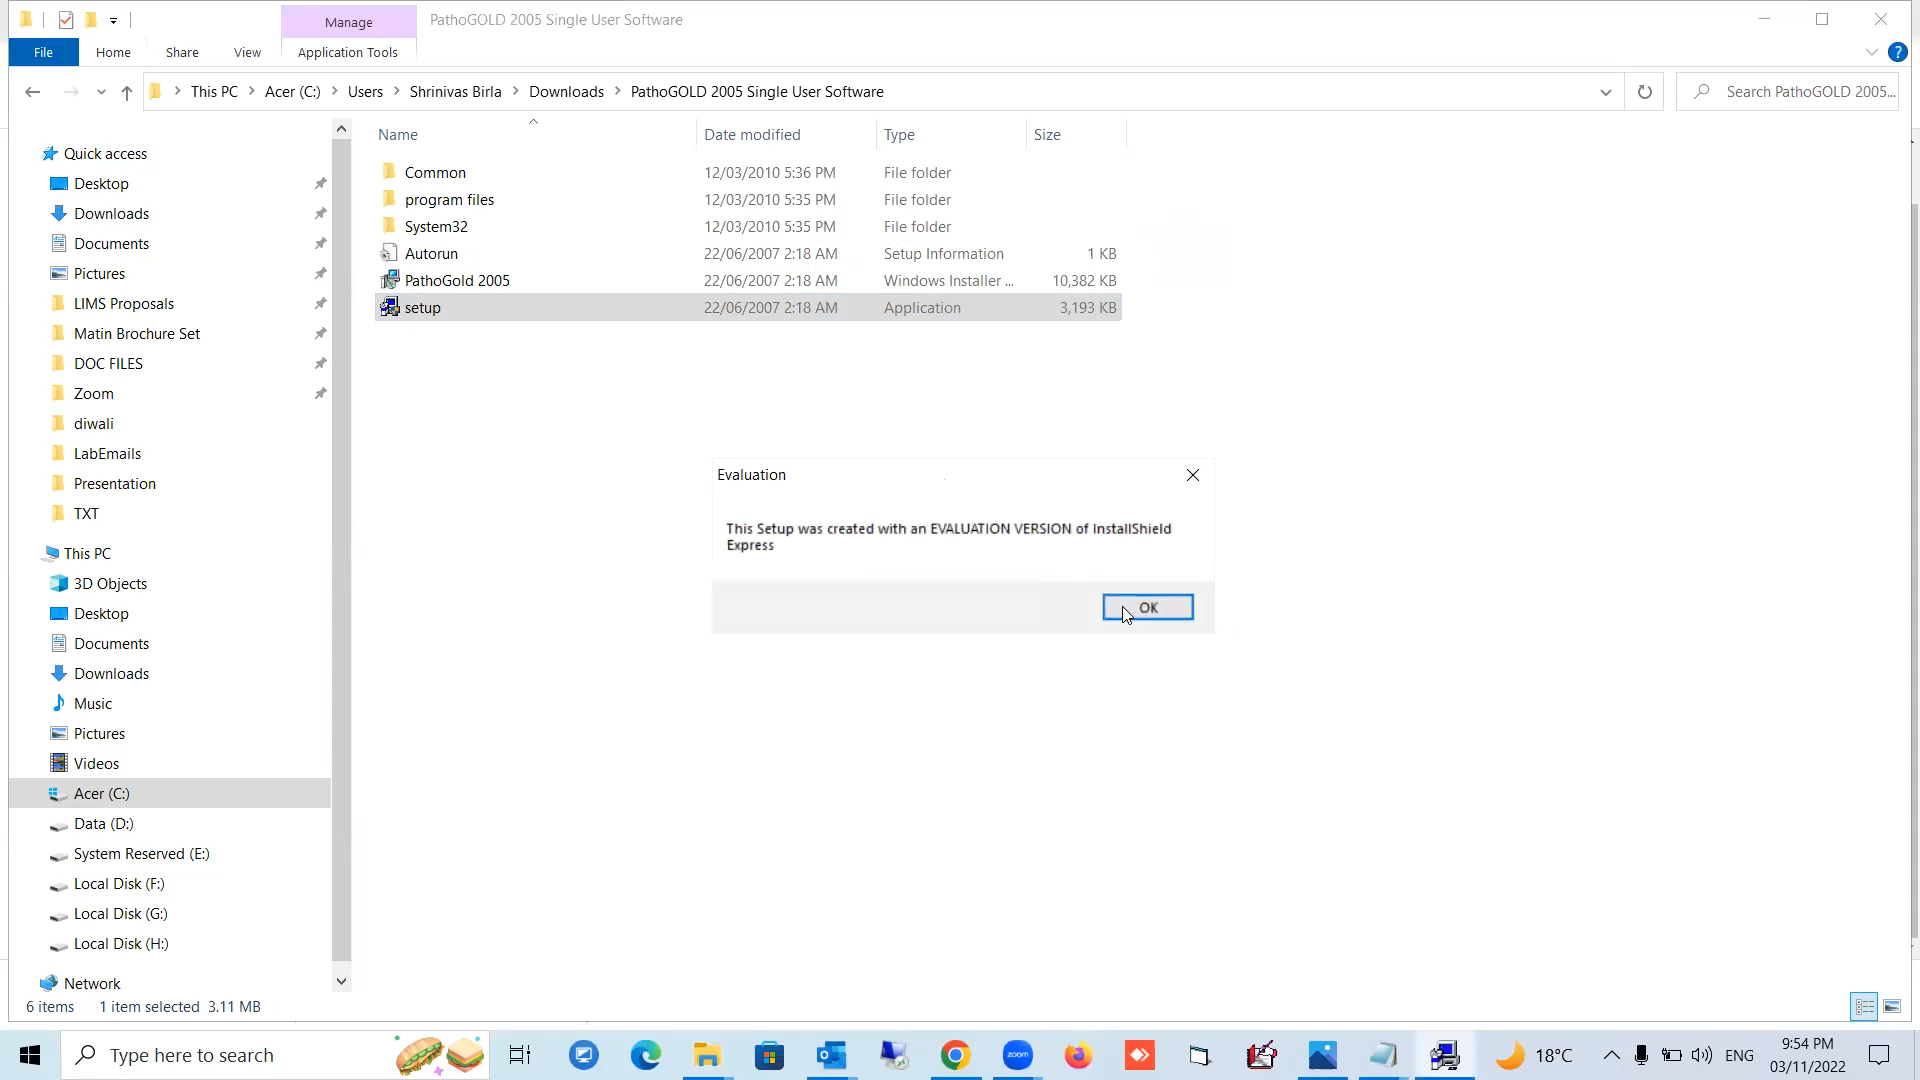 Manage
PathoGOLD 2005 Single User Software
File
Home
Share
View
Application Tools
This PC
Acer (C:)
Users
Shrinivas Birla
Downloads
PathoGOLD 2005 Single User Software
Search PathoGOLD 2005...
Name
Date modified
Type
Size
Common 12/03/2010 5:36 PM File folder
program files 12/03/2010 5:35 PM File folder
System32 12/03/2010 5:35 PM File folder
Autorun 22/06/2007 2:18 AM Setup Information 1 KB
PathoGold 2005 22/06/2007 2:18 AM Windows Installer ... 10,382 KB
setup 22/06/2007 2:18 AM Application 3,193 KB
Quick access
Desktop
Downloads
Documents
Pictures
LIMS Proposals
Matin Brochure Set
DOC FILES
Zoom
diwali
LabEmails
Presentation
TXT
This PC
3D Objects
Desktop
Documents
Downloads
Music
Pictures
Videos
Acer (C:)
Data (D:)
System Reserved (E:)
Local Disk (F:)
Local Disk (G:)
Local Disk (H:)
Network
Evaluation
This Setup was created with an EVALUATION VERSION of InstallShield
Express
OK
6 items 1 item selected 3.11 MB
Type here to search
zoom
18°C
ENG
9:54 PM
03/11/2022